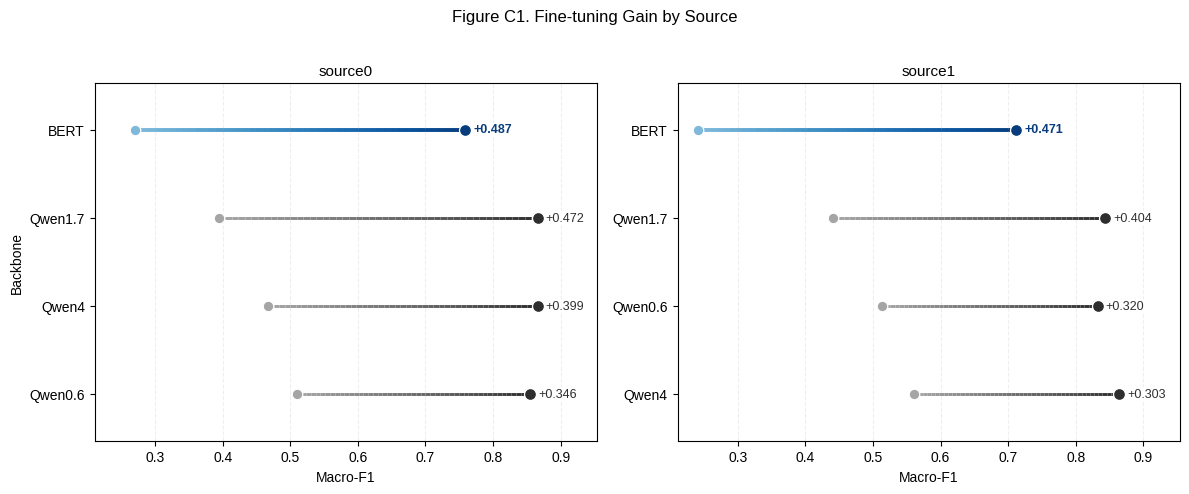 Figure C1. Fine-tuning Gain by Source
source0
BERT
+0.487
Qwen1.7
+0.472
Qwen4
+0.399
Qwen0.6
+0.346
0.3 0.4 0.5 0.6 0.7 0.8 0.9
Macro-F1
Backbone
source1
BERT
+0.471
Qwen1.7
+0.404
Qwen0.6
+0.320
Qwen4
+0.303
0.3 0.4 0.5 0.6 0.7 0.8 0.9
Macro-F1